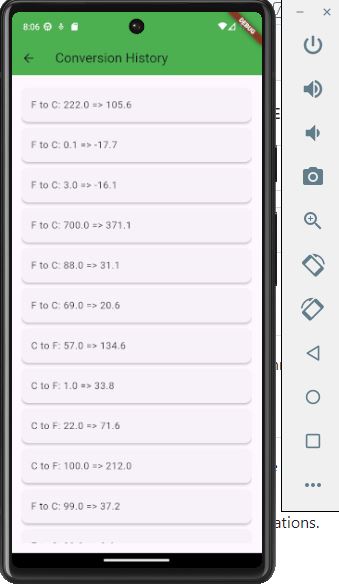 8:06
DEBUG
Conversion History
F to C: 222.0 => 105.6
F to C: 0.1 => -17.7
F to C: 3.0 => -16.1
F to C: 700.0 => 371.1
F to C: 88.0 => 31.1
F to C: 69.0 => 20.6
C to F: 57.0 => 134.6
C to F: 1.0 => 33.8
C to F: 22.0 => 71.6
C to F: 100.0 => 212.0
F to C: 99.0 => 37.2
ations.